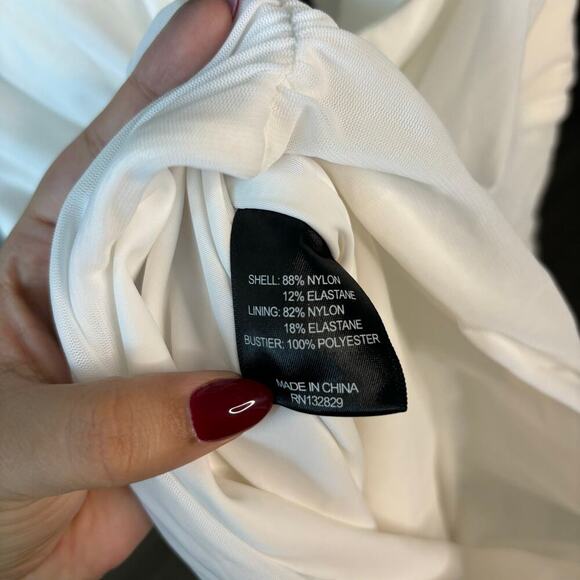 SHELL: 88% NYLON
12% ELASTANE
LINING: 82% NYLON
18% ELASTANE
BUSTIER: 100% POLYESTER
MADE IN CHINA
RN132829